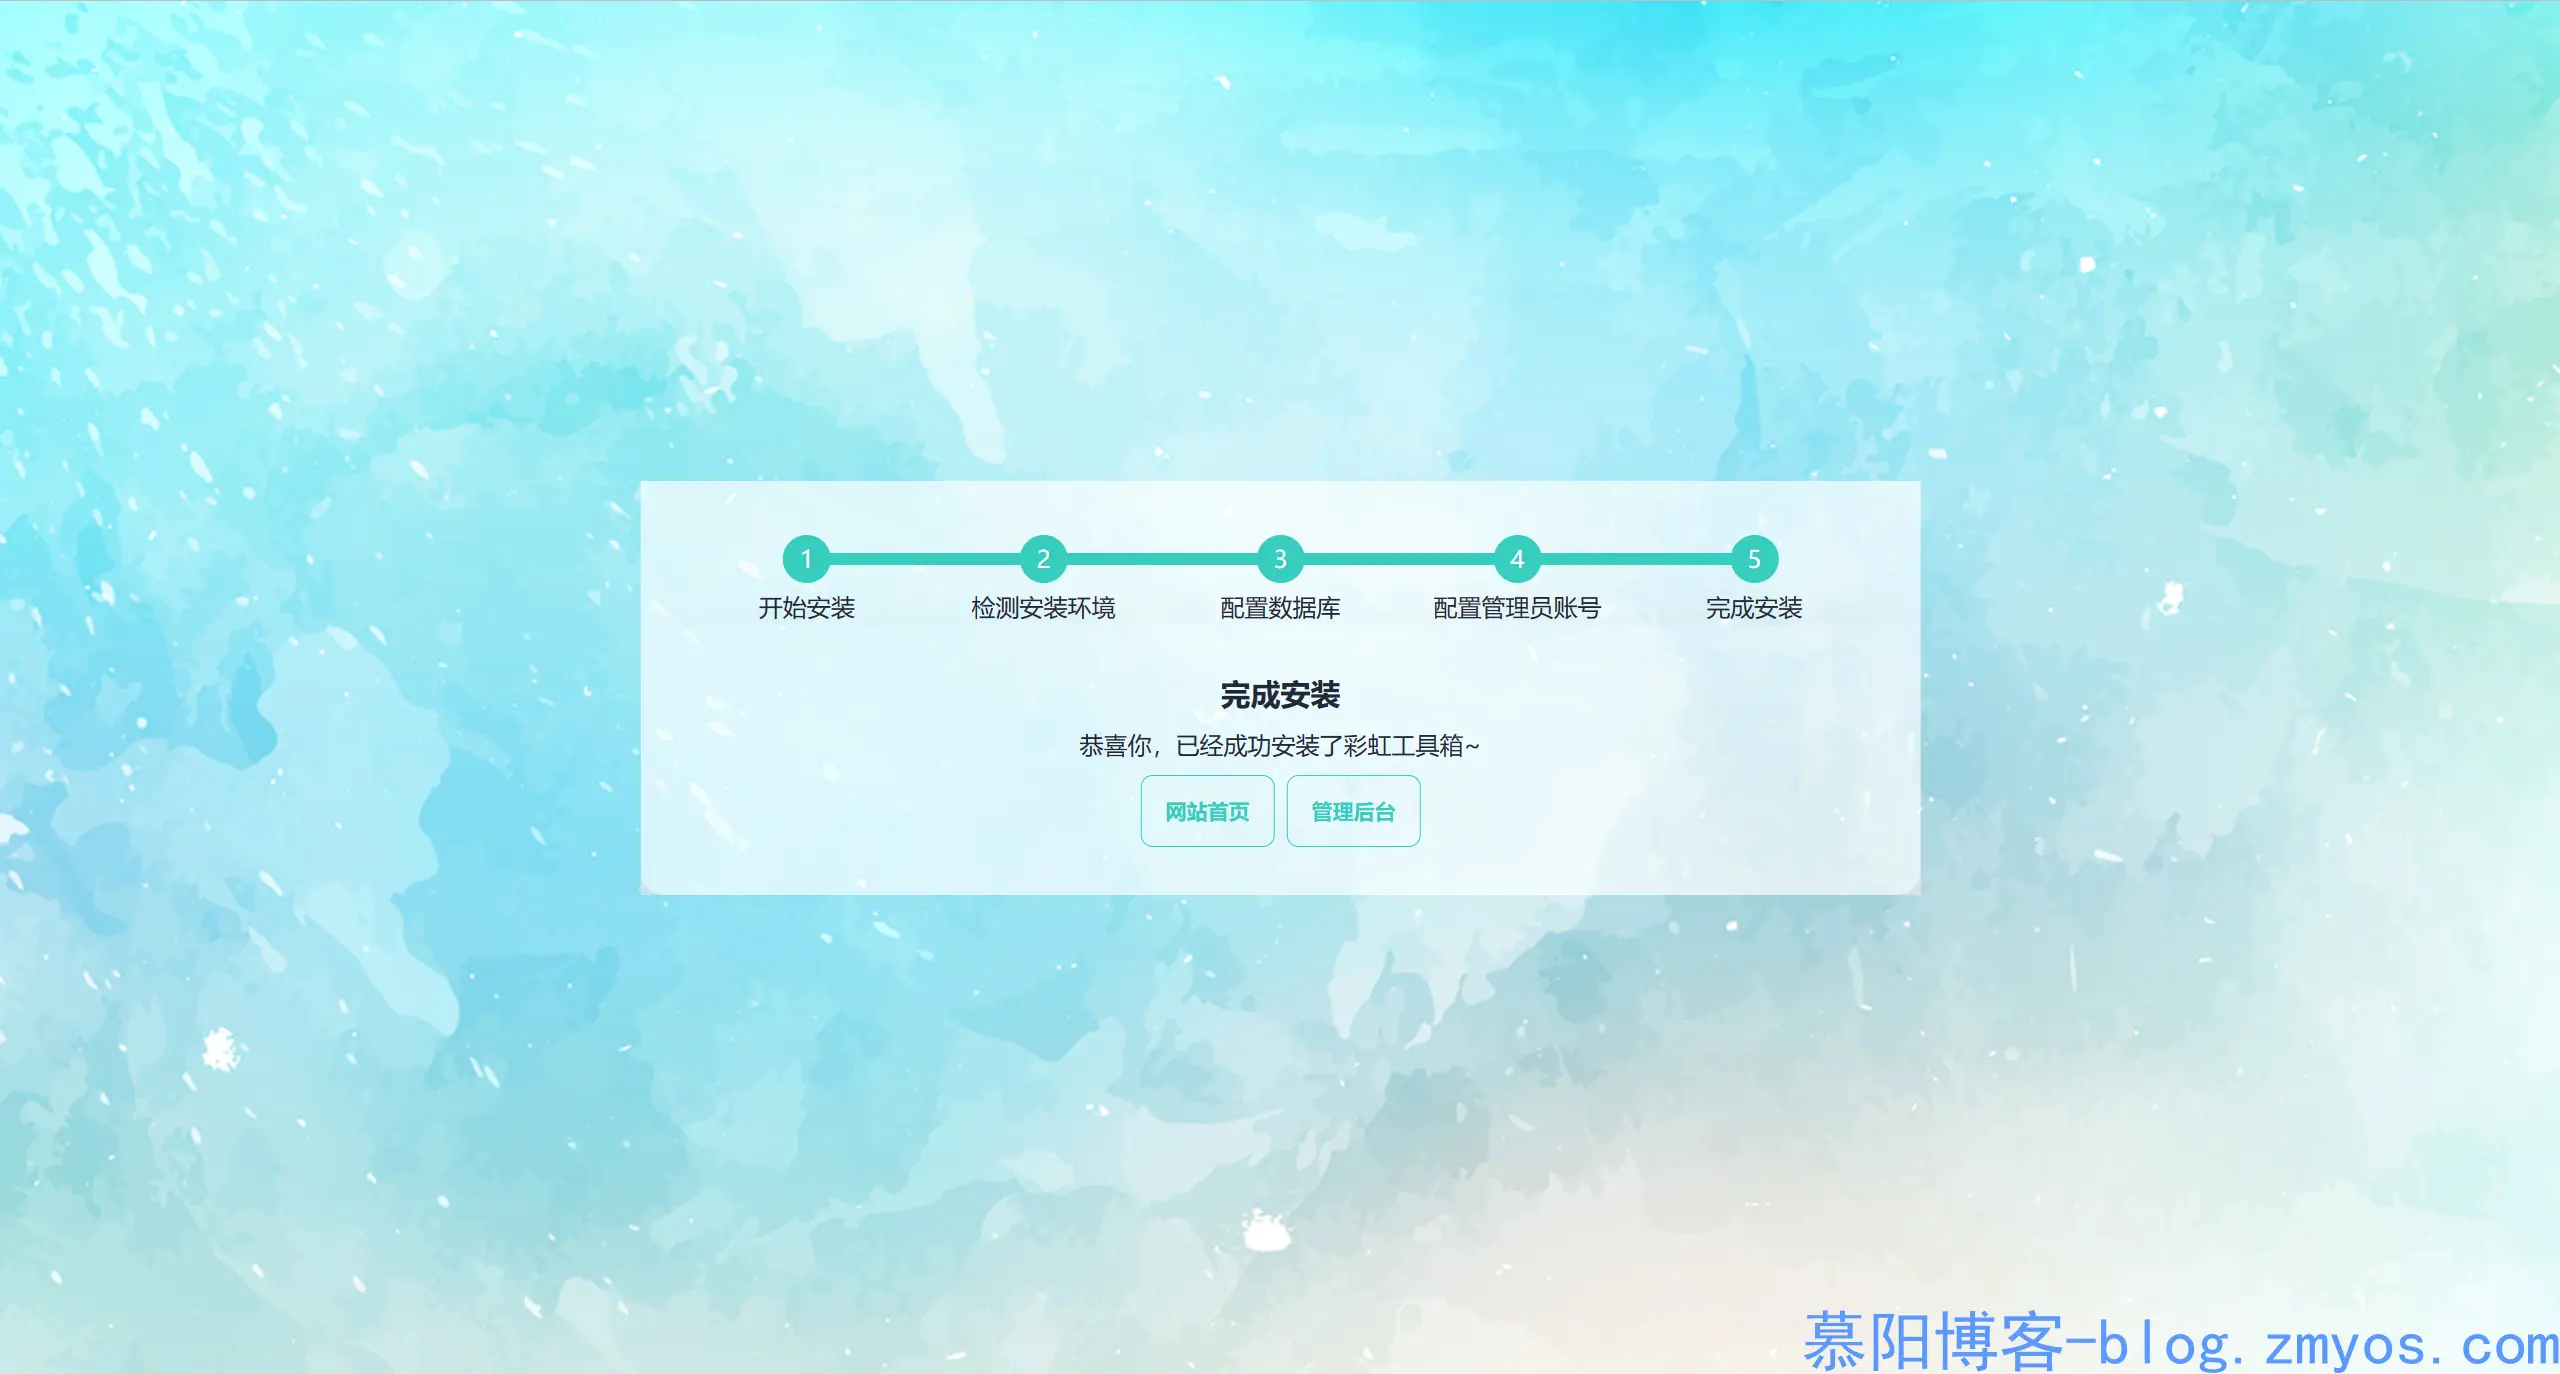 1 2 3 4 5
开始安装 检测安装环境 配置数据库 配置管理员账号 完成安装
完成安装
恭喜你，已经成功安装了彩虹工具箱~
网站首页 管理后台
慕阳博客-blog.zmyos.com